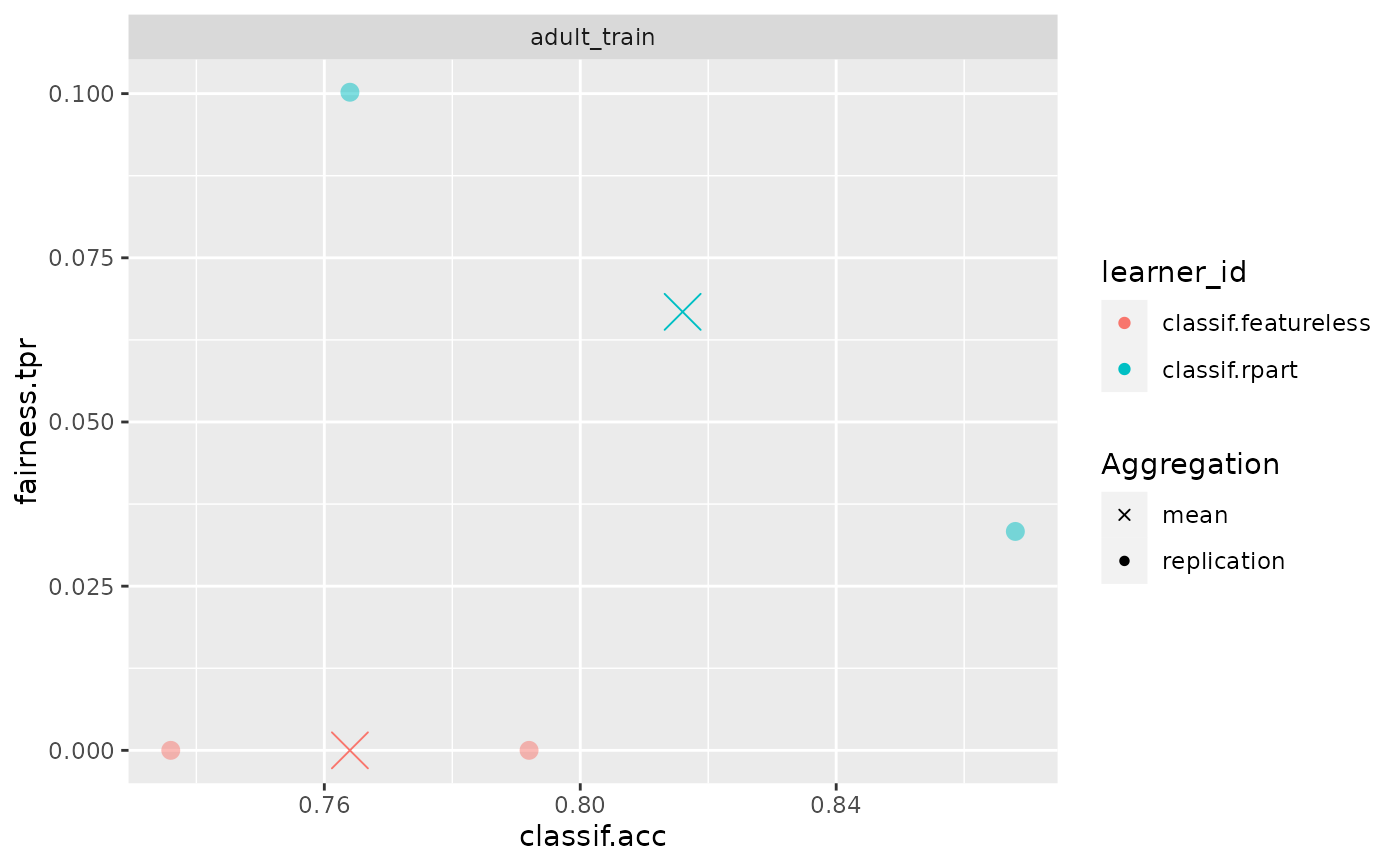 adult_train
0.100
0.075
0.050
0.025
0.000
fairness.tpr
0.76
0.80
0.84
classif.acc
learner_id
classif.featureless
classif.rpart
Aggregation
mean
replication